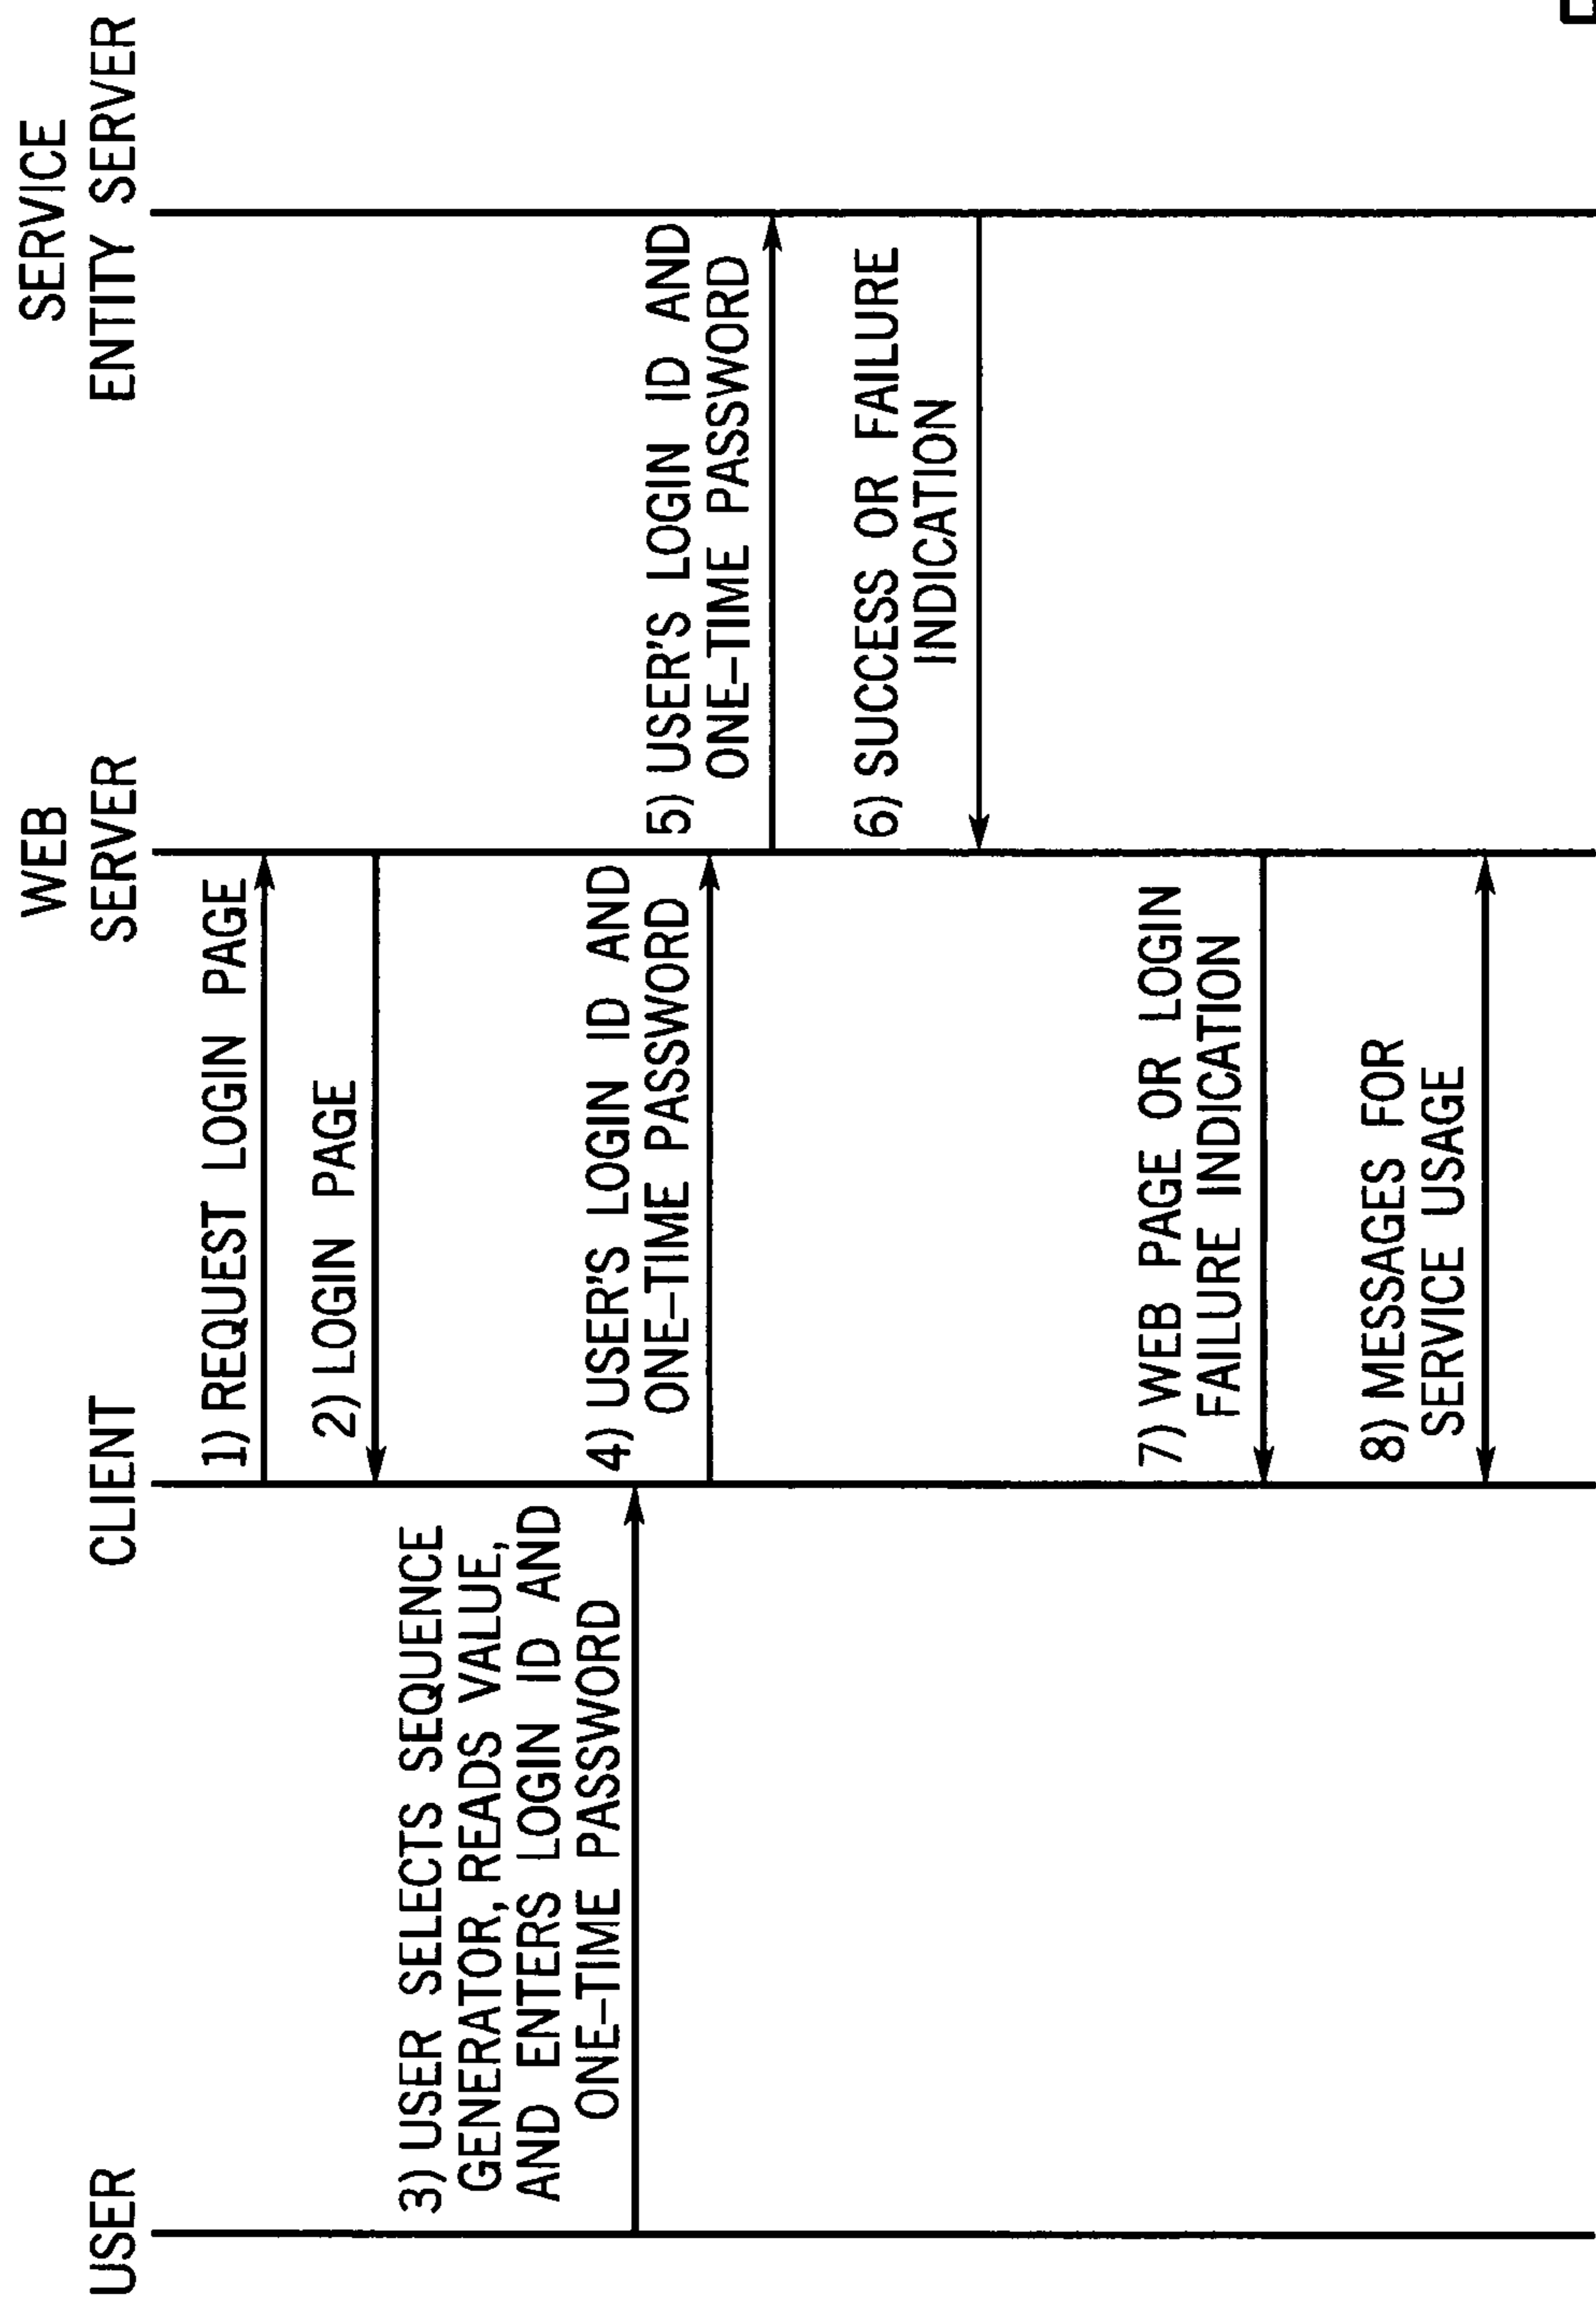 USER
CLIENT
WEB
SERVER
SERVICE
ENTITY SERVER
1) REQUEST LOGIN PAGE
2) LOGIN PAGE
3) USER SELECTS SEQUENCE
GENERATOR, READS VALUE,
AND ENTERS LOGIN ID AND
ONE-TIME PASSWORD
4) USER'S LOGIN ID AND
ONE-TIME PASSWORD
5) USER'S LOGIN ID AND
ONE-TIME PASSWORD
6) SUCCESS OR FAILURE
INDICATION
7) WEB PAGE OR LOGIN
FAILURE INDICATION
8) MESSAGES FOR
SERVICE USAGE